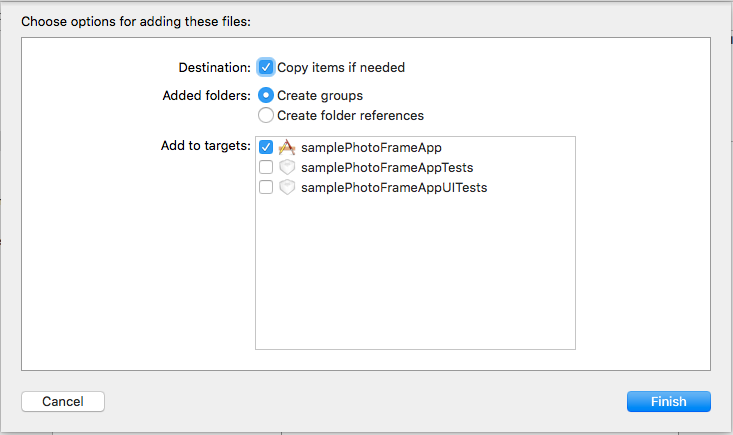 Choose options for adding these files:
Destination: Copy items if needed
Added folders: Create groups
Create folder references
Add to targets: samplePhotoFrameApp
samplePhotoFrameAppTests
samplePhotoFrameAppUITests
Cancel Finish